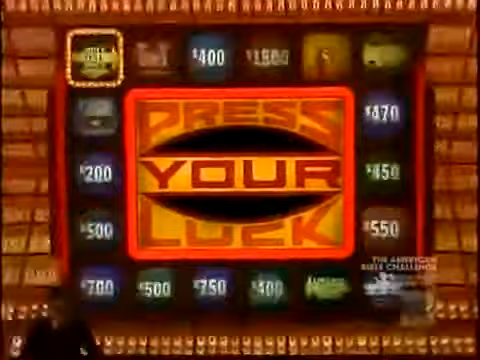 $400 $1500
PRESS
$470
YOUR
$200
$450
LUCK
$500
$550
THE AMERICAN
BIBLE CHALLENGE
$700 $500 $750 $400